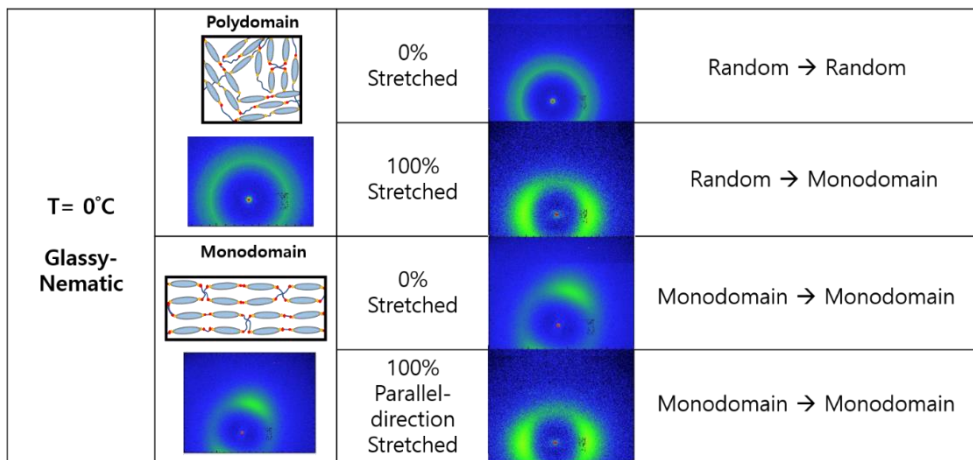 Polydomain
0%
Stretched
Random → Random
100%
Stretched
Random → Monodomain
T= 0°C
Glassy-
Nematic
Monodomain
0%
Stretched
Monodomain → Monodomain
100%
Parallel-
direction
Stretched
Monodomain → Monodomain